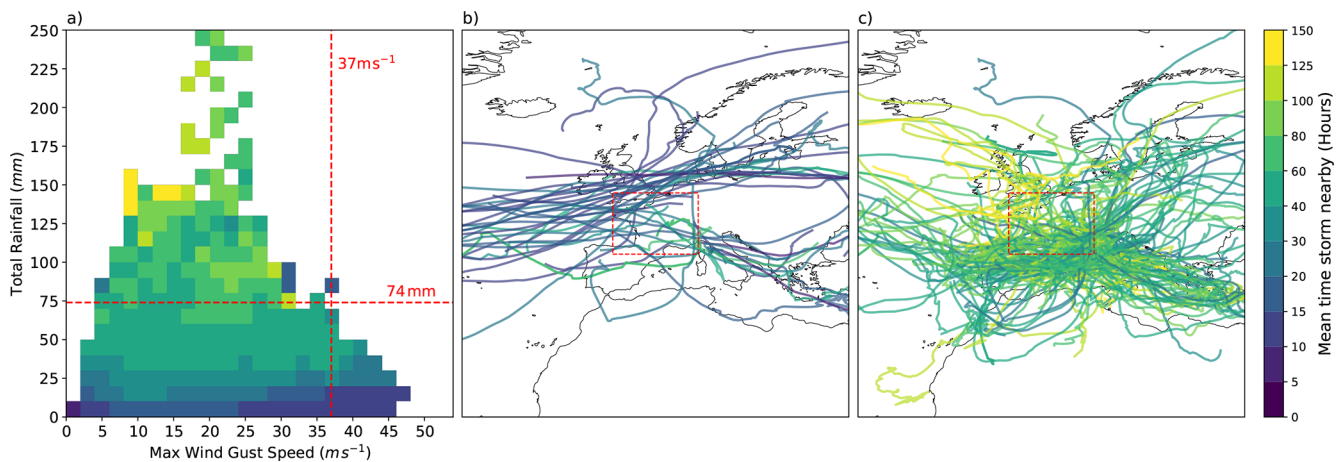 a)
b)
c)
250
225
200
175
150
125
100
75
50
25
0
Total Rainfall (mm)
37ms⁻¹
74mm
0 5 10 15 20 25 30 35 40 45 50
Max Wind Gust Speed (ms⁻¹)
150
125
100
80
60
40
30
20
15
10
5
0
Mean time storm nearby (Hours)